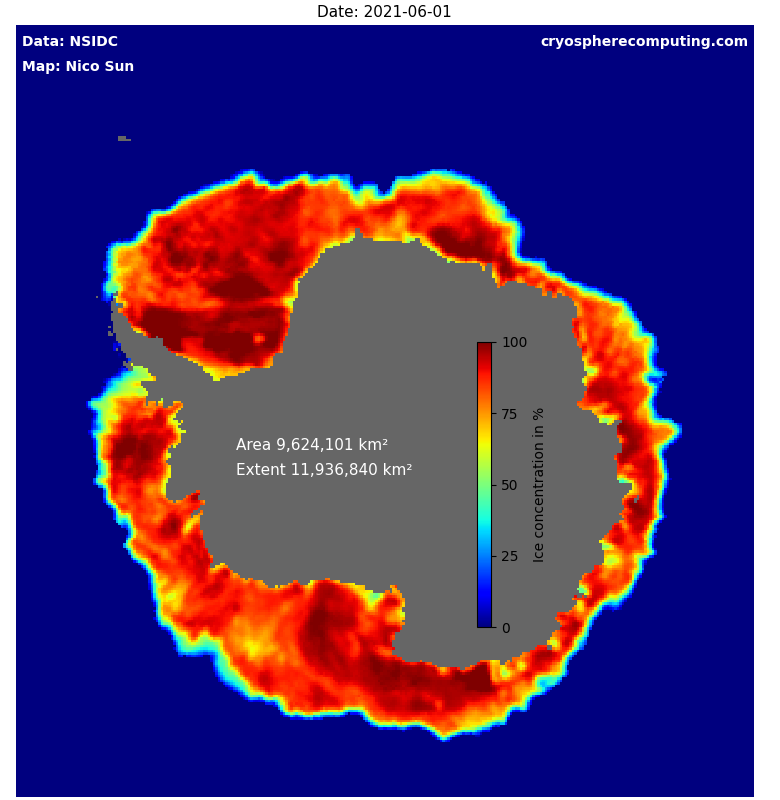 Date: 2021-06-01
Data: NSIDC
cryospherecomputing.com
Map: Nico Sun
100
75
50
25
0
Ice concentration in %
Area 9,624,101 km²
Extent 11,936,840 km²